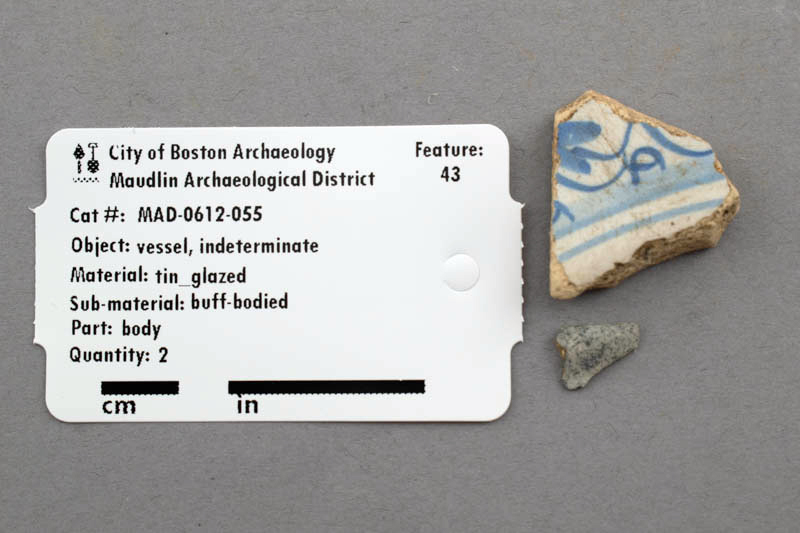 City of Boston Archaeology
Maudlin Archaeological District
Feature:
43
Cat #: MAD-0612-055
Object: vessel, indeterminate
Material: tin_glazed
Sub-material: buff-bodied
Part: body
Quantity: 2
cm in